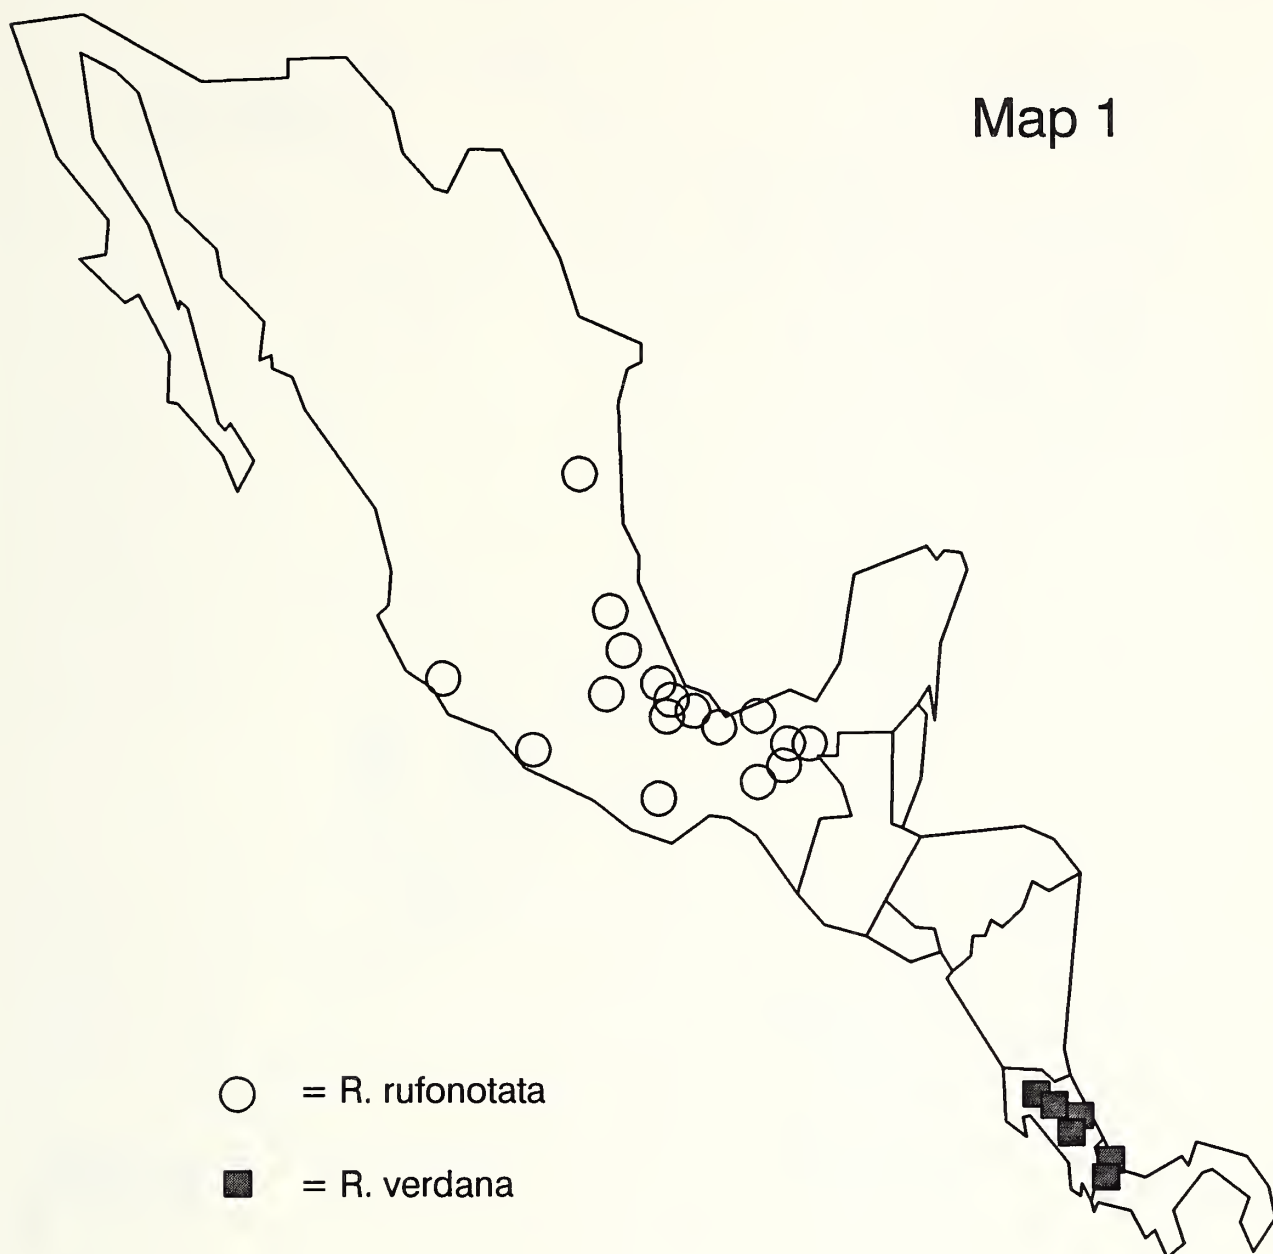 Map 1
= R. rufonotata
= R. verdana